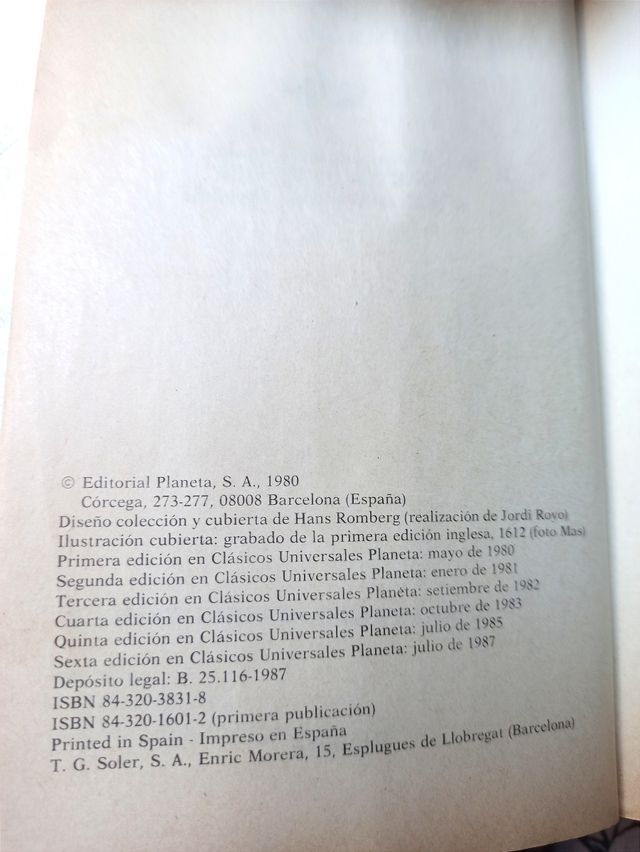 © Editorial Planeta, S. A., 1980
Córcega, 273-277, 08008 Barcelona (España)
Diseño colección y cubierta de Hans Romberg (realización de Jordi Royo)
Ilustración cubierta: grabado de la primera edición inglesa, 1612 (foto Mas)
Primera edición en Clásicos Universales Planeta: mayo de 1980
Segunda edición en Clásicos Universales Planeta: enero de 1981
Tercera edición en Clásicos Universales Planeta: setiembre de 1982
Cuarta edición en Clásicos Universales Planeta: octubre de 1983
Quinta edición en Clásicos Universales Planeta: julio de 1985
Sexta edición en Clásicos Universales Planeta: julio de 1987
Depósito legal: B. 25.116-1987
ISBN 84-320-3831-8
ISBN 84-320-1601-2 (primera publicación)
Printed in Spain - Impreso en España
T. G. Soler, S. A., Enric Morera, 15, Esplugues de Llobregat (Barcelona)